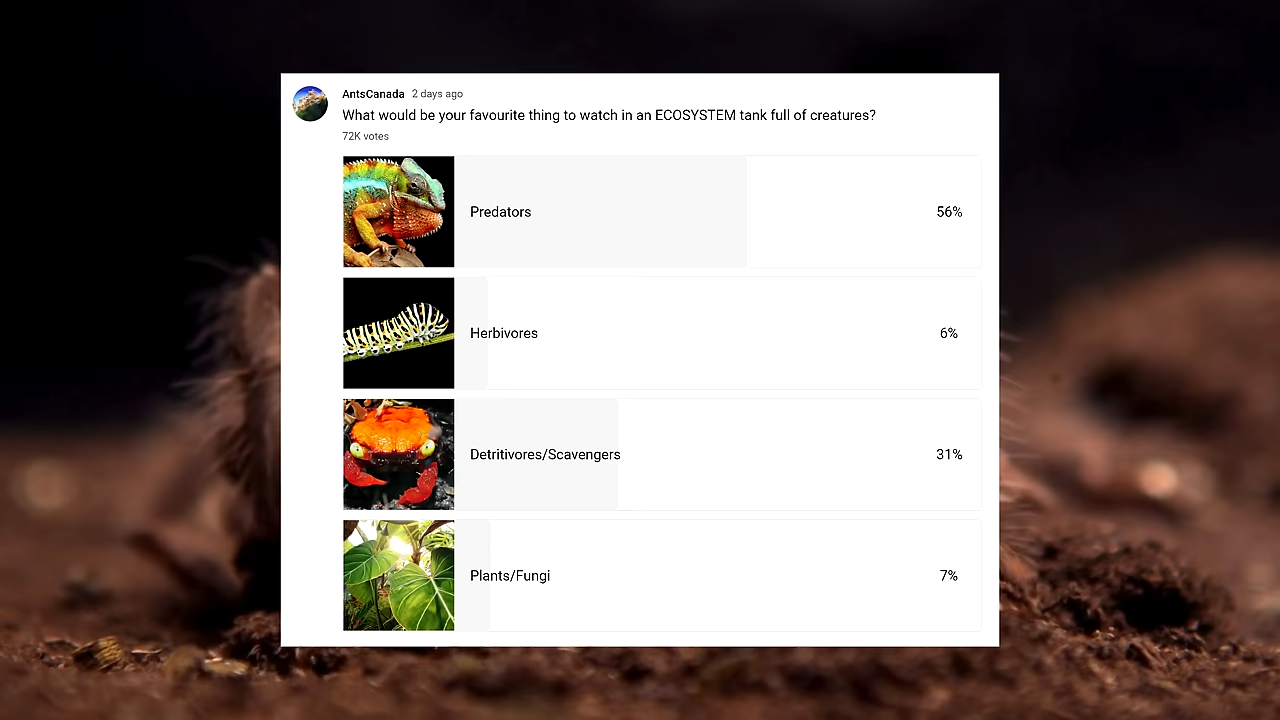 AntsCanada 2 days ago
What would be your favourite thing to watch in an ECOSYSTEM tank full of creatures?
72K votes
Predators 56%
Herbivores 6%
Detritivores/Scavengers 31%
Plants/Fungi 7%